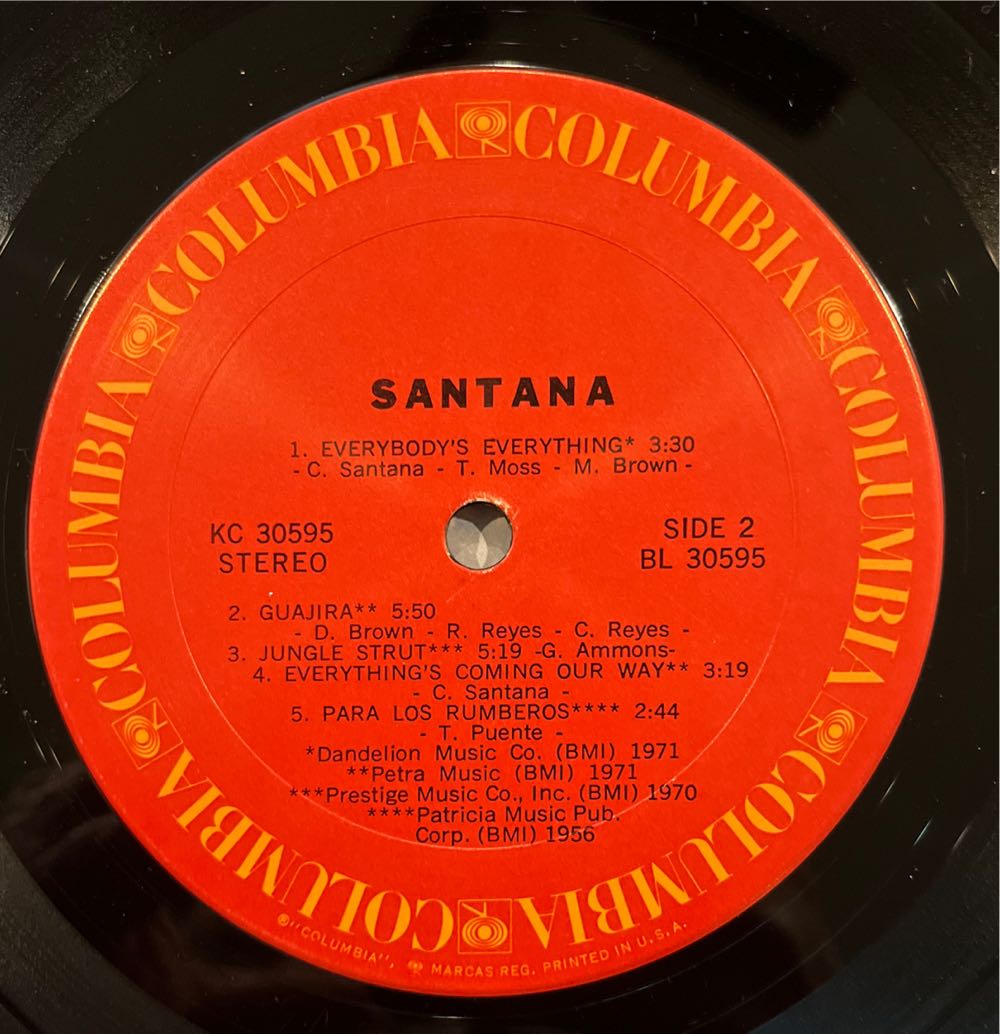 COLUMBIA COLUMBIA COLUMBIA COLUMBIA COLUMBIA COLUMBIA
SANTANA
1. EVERYBODY'S EVERYTHING* 3:30
- C. Santana - T. Moss - M. Brown -
KC 30595
STEREO
SIDE 2
BL 30595
2. GUAJIRA** 5:50
- D. Brown - R. Reyes - C. Reyes -
3. JUNGLE STRUT*** 5:19 -G. Ammons-
4. EVERYTHING'S COMING OUR WAY** 3:19
- C. Santana -
5. PARA LOS RUMBEROS**** 2:44
- T. Puente -
*Dandelion Music Co. (BMI) 1971
**Petra Music (BMI) 1971
***Prestige Music Co., Inc. (BMI) 1970
****Patricia Music Pub.
Corp. (BMI) 1956
®"COLUMBIA", MARCAS REG. PRINTED IN U.S.A.